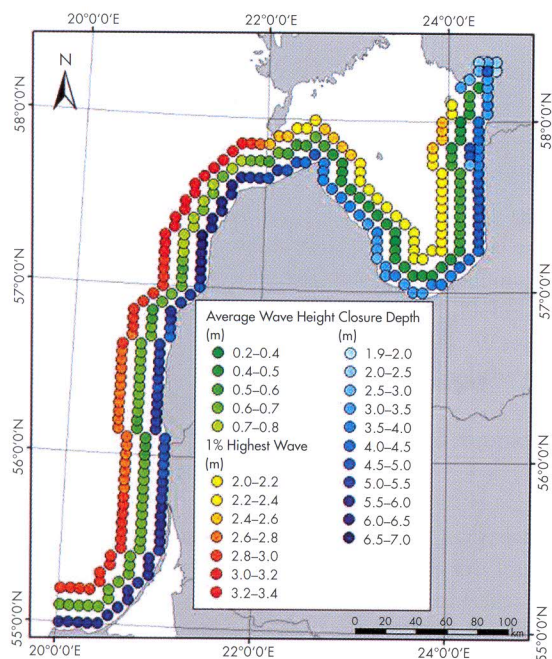 20°0'0"E
22°0'0"E
24°0'0"E
N
58°0'0"N
58°0'0"N
57°0'0"N
57°0'0"N
56°0'0"N
56°0'0"N
55°0'0"N
55°0'0"N
Average Wave Height
(m)
0.2–0.4
0.4–0.5
0.5–0.6
0.6–0.7
0.7–0.8
1% Highest Wave
(m)
2.0–2.2
2.2–2.4
2.4–2.6
2.6–2.8
2.8–3.0
3.0–3.2
3.2–3.4
Closure Depth
(m)
1.9–2.0
2.0–2.5
2.5–3.0
3.0–3.5
3.5–4.0
4.0–4.5
4.5–5.0
5.0–5.5
5.5–6.0
6.0–6.5
6.5–7.0
0 20 40 60 80 100
km
20°0'0"E
22°0'0"E
24°0'0"E